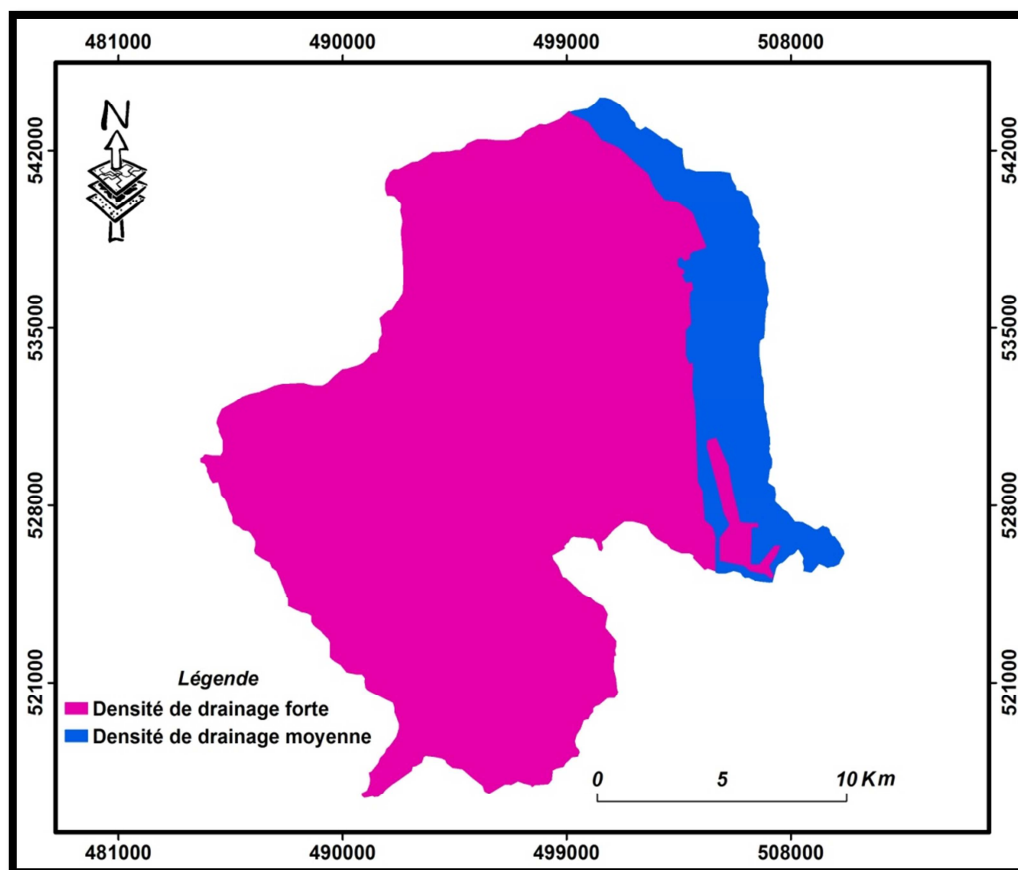 481000 490000 499000 508000
N
542000 542000
535000 535000
528000 528000
521000 521000
Légende
Densité de drainage forte
Densité de drainage moyenne
0 5 10 Km
481000 490000 499000 508000